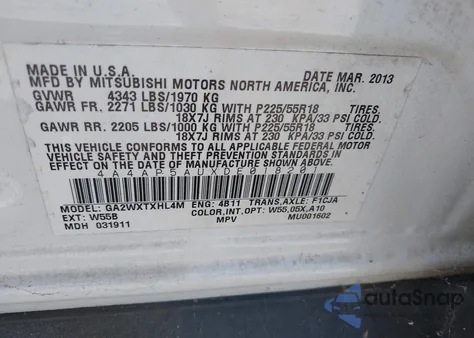 MADE IN U.S.A. DATE MAR. 2013
MFD BY MITSUBISHI MOTORS NORTH AMERICA, INC.
GVWR 4343 LBS/1970 KG
GAWR FR. 2271 LBS/1030 KG WITH P225/55R18 TIRES.
18X7J RIMS AT 230 KPA/33 PSI COLD.
GAWR RR. 2205 LBS/1000 KG WITH P225/55R18 TIRES.
18X7J RIMS AT 230 KPA/33 PSI COLD.
THIS VEHICLE CONFORMS TO ALL APPLICABLE FEDERAL MOTOR
VEHICLE SAFETY AND THEFT PREVENTION STANDARDS IN
EFFECT ON THE DATE OF MANUFACTURE SHOWN ABOVE.
4A4AP5AUXDE018201
MODEL: GA2WXTXHL4M ENG: 4B11 TRANS,AXLE: F1CJA
EXT: W55B COLOR,INT,OPT: W55,05X,A10
MDH 031911 MPV MU001602
autoSnap